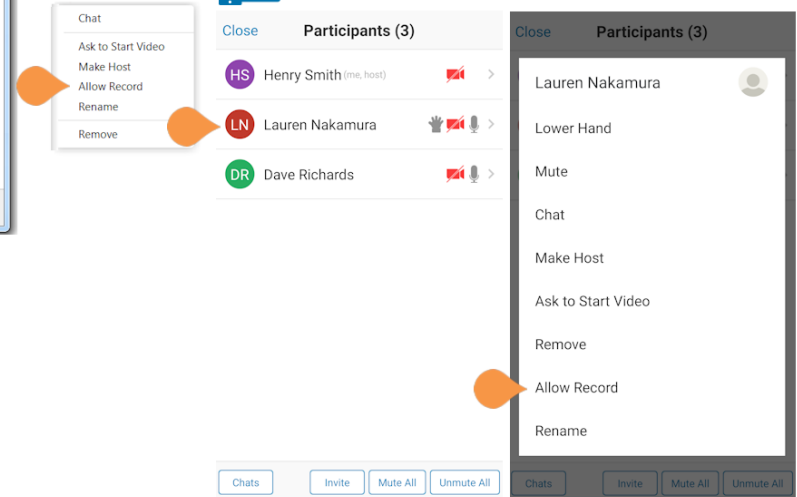 Chat
Ask to Start Video
Make Host
Allow Record
Rename
Remove
Close Participants (3)
HS Henry Smith (me, host)
LN Lauren Nakamura
DR Dave Richards
Chats Invite Mute All Unmute All
Close Participants (3)
Lauren Nakamura
Lower Hand
Mute
Chat
Make Host
Ask to Start Video
Remove
Allow Record
Rename
Chats Invite Mute All Unmute All